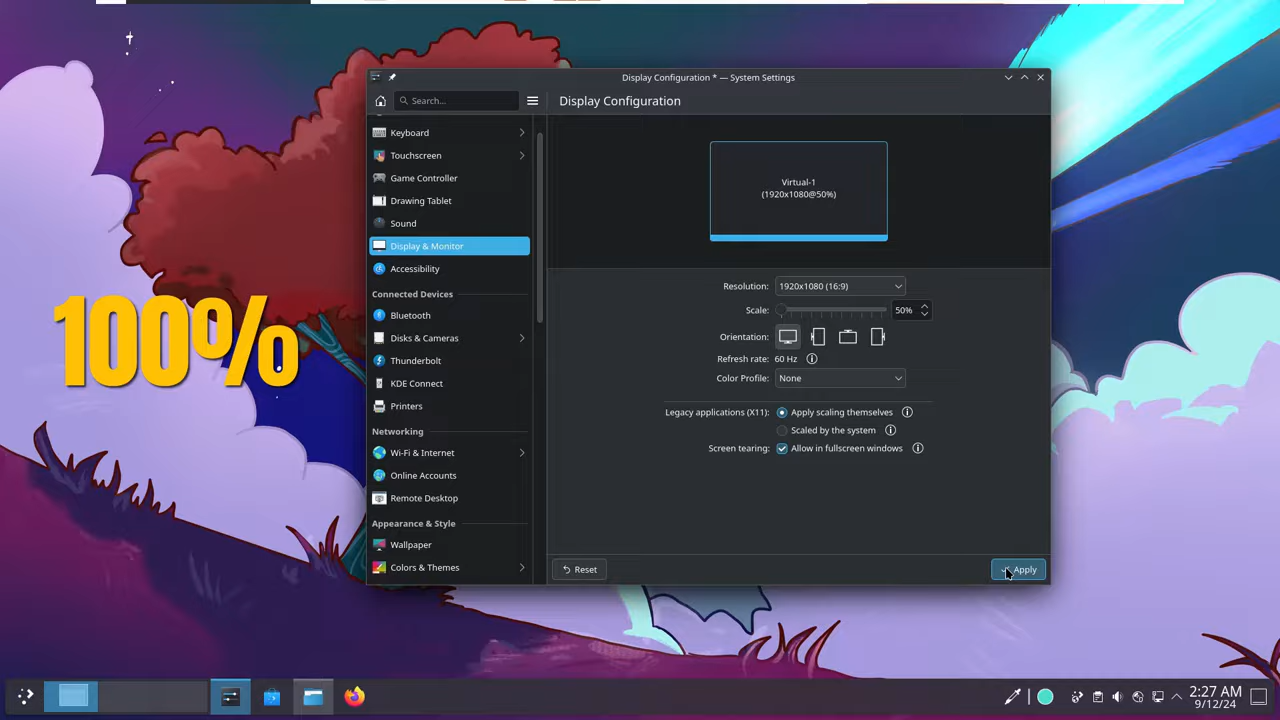 Display Configuration * — System Settings
Search...
Display Configuration
Keyboard
Touchscreen
Game Controller
Drawing Tablet
Sound
Display & Monitor
Accessibility
Connected Devices
Bluetooth
Disks & Cameras
Thunderbolt
KDE Connect
Printers
Networking
Wi-Fi & Internet
Online Accounts
Remote Desktop
Appearance & Style
Wallpaper
Colors & Themes
Virtual-1
(1920x1080@50%)
Resolution: 1920x1080 (16:9)
Scale: 50%
Orientation:
Refresh rate: 60 Hz
Color Profile: None
Legacy applications (X11): Apply scaling themselves
Scaled by the system
Screen tearing: Allow in fullscreen windows
Reset
Apply
100%
2:27 AM
9/12/24